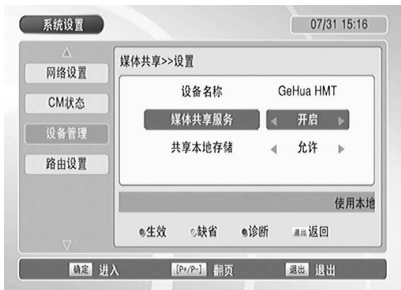 系统设置
07/31 15:16
网络设置
CM状态
设备管理
路由设置
媒体共享>>设置
设备名称 GeHua HMT
媒体共享服务 开启
共享本地存储 允许
使用本地
生效 缺省 诊断 退出 返回
确定 进入 [P+/P-] 翻页 退出 退出